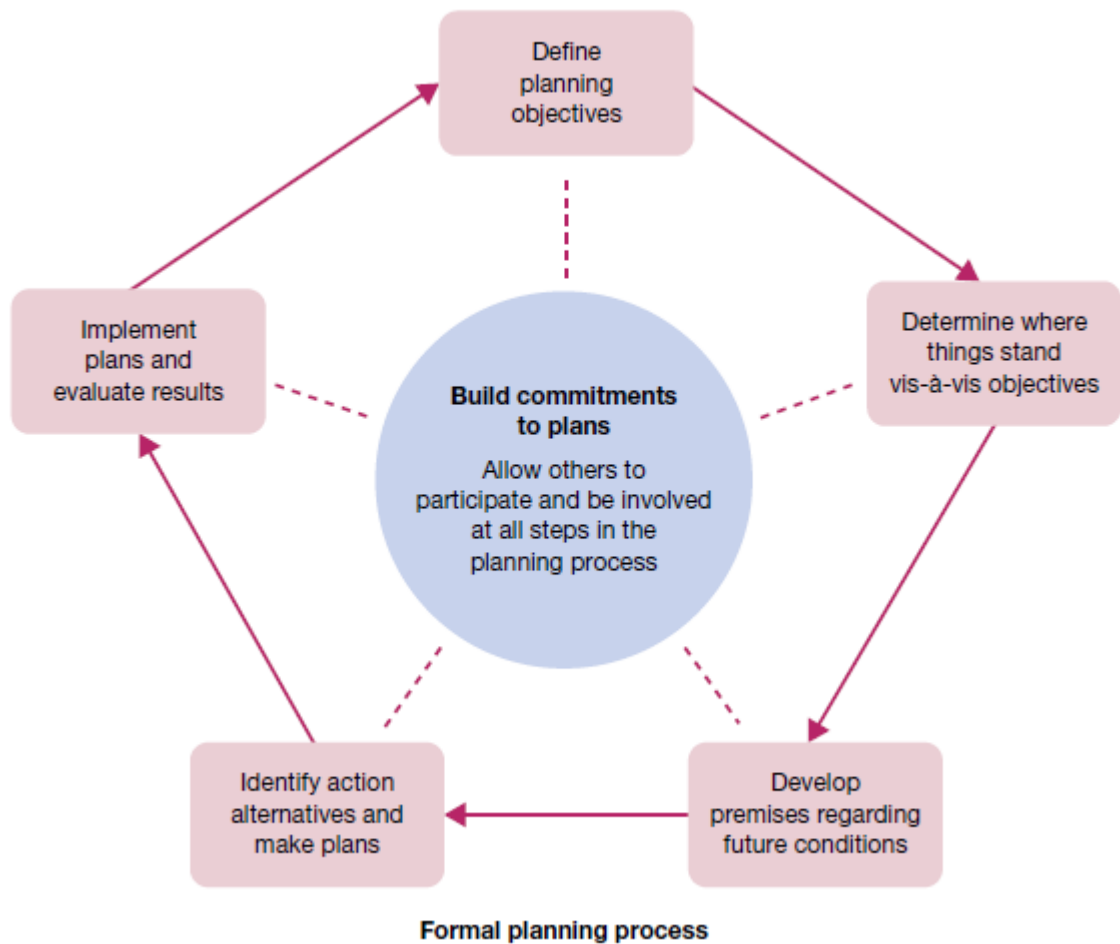 Define
planning
objectives
Determine where
things stand
vis-à-vis objectives
Develop
premises regarding
future conditions
Identify action
alternatives and
make plans
Implement
plans and
evaluate results
Build commitments
to plans
Allow others to
participate and be involved
at all steps in the
planning process
Formal planning process